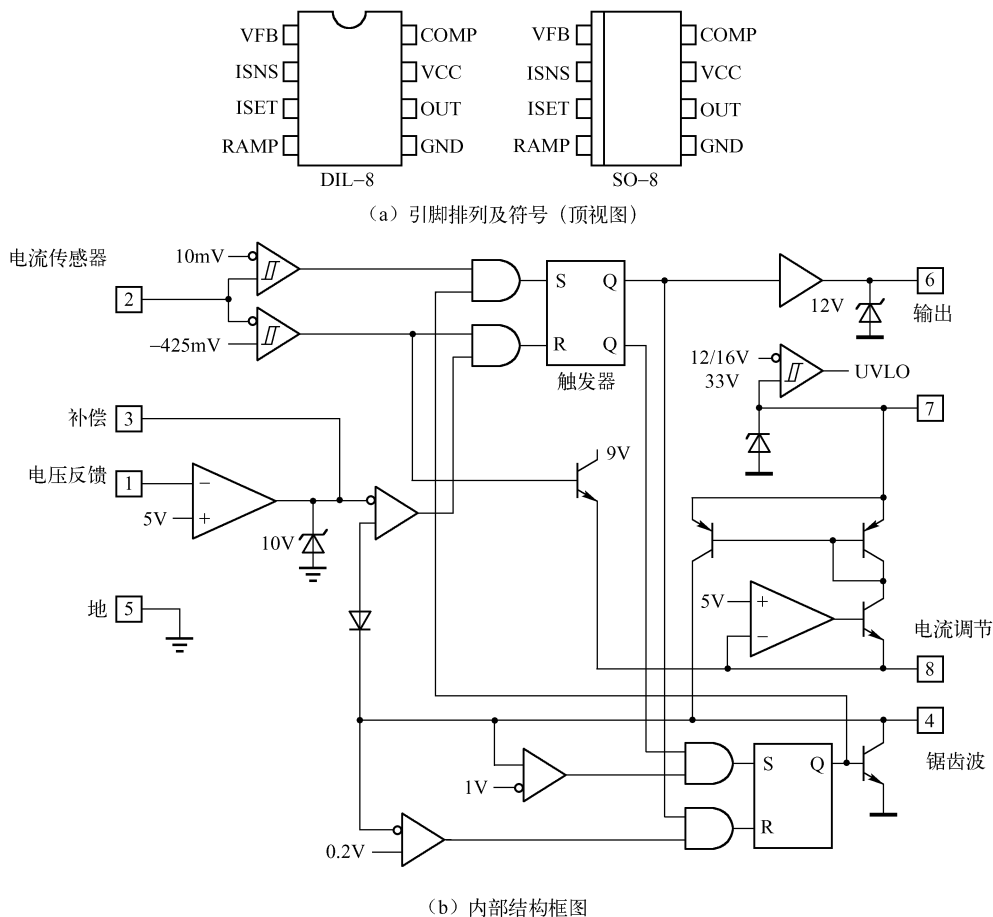 VFB COMP VFB COMP
ISNS VCC ISNS VCC
ISET OUT ISET OUT
RAMP GND RAMP GND
DIL–8 SO–8
（a）引脚排列及符号（顶视图）
电流传感器 10mV S Q 6
2 12V 输出
–425mV R Q 12/16V UVLO
触发器 33V
补偿 3 7
电压反馈 1 – 9V
5V + 10V
地 5 5V + 电流调节
– 8
4
1V S Q 锯齿波
0.2V R
（b）内部结构框图